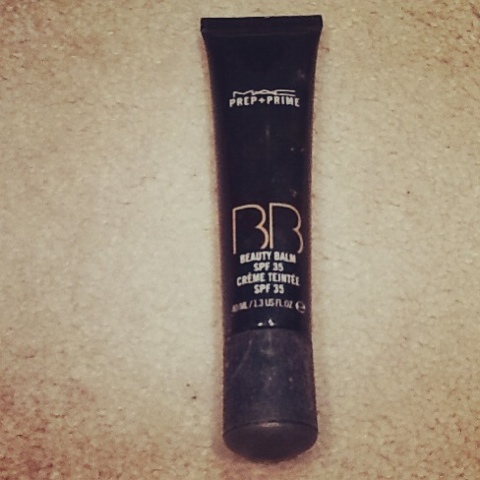 MAC
PREP+PRIME
BB
BEAUTY BALM
SPF 35
CRÈME TEINTÉE
SPF 35
40 ML / 1.3 US FL OZ ℮